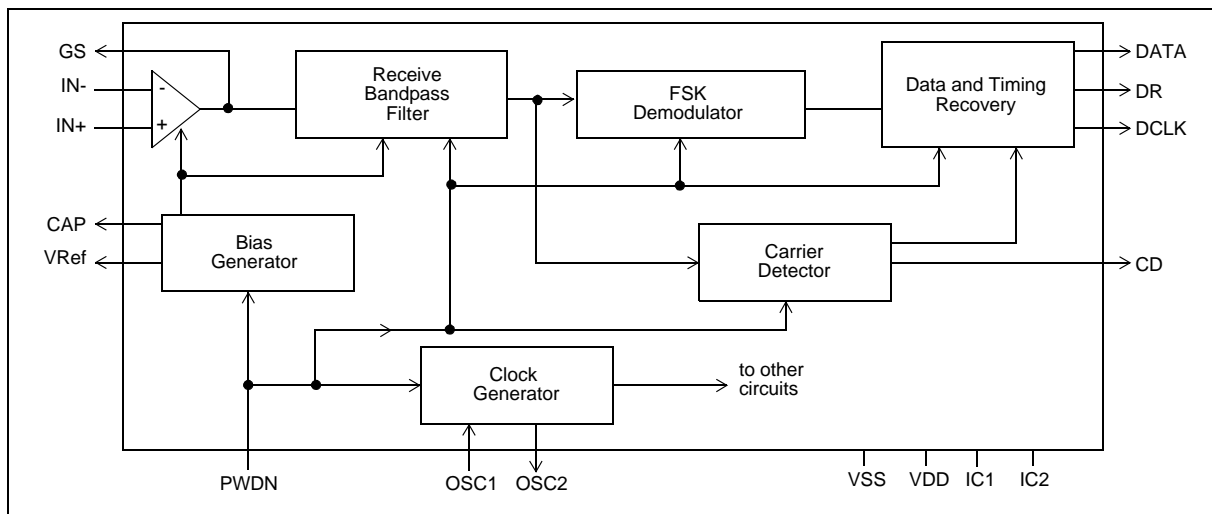 GS
IN-
IN+
-
+
Receive
Bandpass
Filter
FSK
Demodulator
Data and Timing
Recovery
DATA
DR
DCLK
CAP
VRef
Bias
Generator
Carrier
Detector
CD
Clock
Generator
to other
circuits
PWDN
OSC1
OSC2
VSS
VDD
IC1
IC2